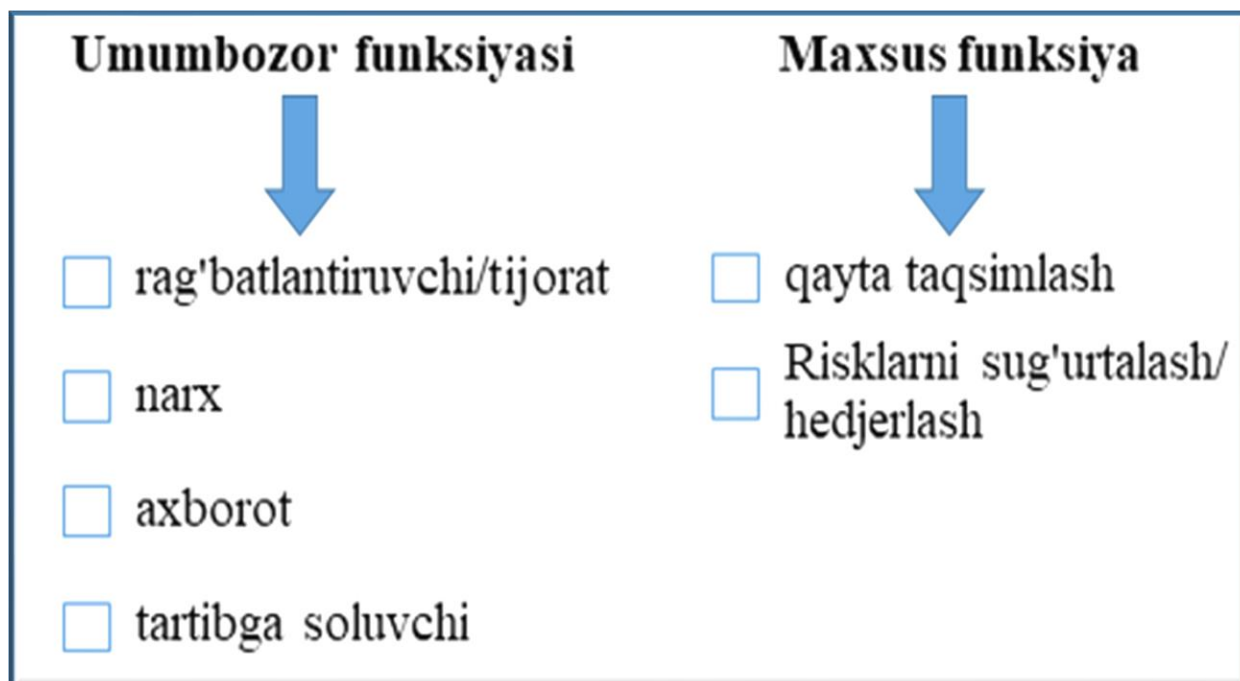 Umumbozor funksiyasi
rag'batlantiruvchi/tijorat
narx
axborot
tartibga soluvchi
Maxsus funksiya
qayta taqsimlash
Risklarni sug'urtalash/
hedjerlash